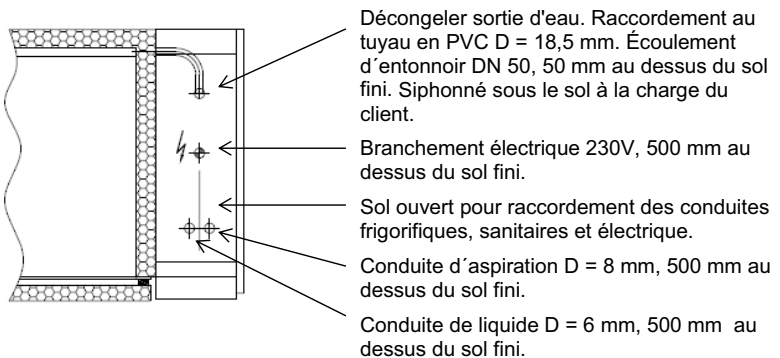 Décongeler sortie d'eau. Raccordement au
tuyau en PVC D = 18,5 mm. Écoulement
d´entonnoir DN 50, 50 mm au dessus du sol
fini. Siphonné sous le sol à la charge du
client.
Branchement électrique 230V, 500 mm au
dessus du sol fini.
Sol ouvert pour raccordement des conduites
frigorifiques, sanitaires et électrique.
Conduite d´aspiration D = 8 mm, 500 mm au
dessus du sol fini.
Conduite de liquide D = 6 mm, 500 mm  au
dessus du sol fini.